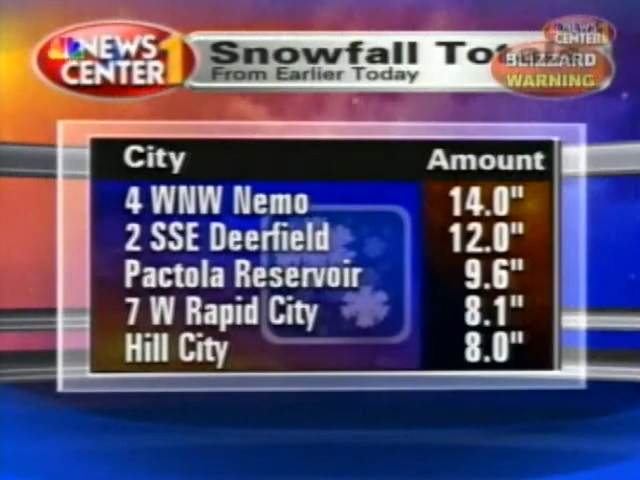 NEWS
CENTER 1
Snowfall Tot
From Earlier Today
NEWS
CENTER
BLIZZARD
WARNING
City Amount
4 WNW Nemo 14.0"
2 SSE Deerfield 12.0"
Pactola Reservoir 9.6"
7 W Rapid City 8.1"
Hill City 8.0"